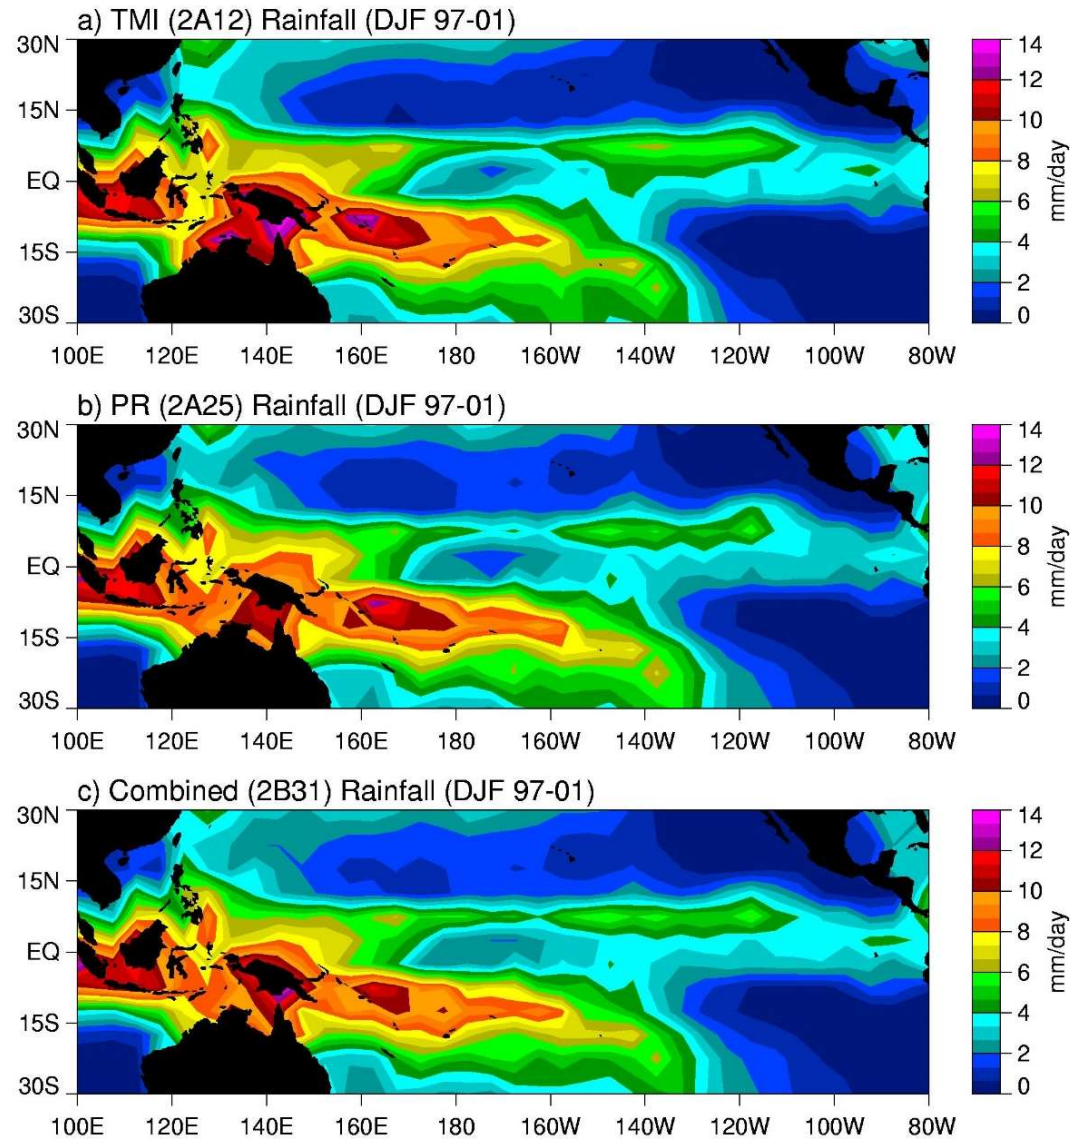 a) TMI (2A12) Rainfall (DJF 97-01)
30N
15N
EQ
15S
30S
100E 120E 140E 160E 180 160W 140W 120W 100W 80W
14
12
10
8
6
4
2
0
mm/day
b) PR (2A25) Rainfall (DJF 97-01)
30N
15N
EQ
15S
30S
100E 120E 140E 160E 180 160W 140W 120W 100W 80W
14
12
10
8
6
4
2
0
mm/day
c) Combined (2B31) Rainfall (DJF 97-01)
30N
15N
EQ
15S
30S
100E 120E 140E 160E 180 160W 140W 120W 100W 80W
14
12
10
8
6
4
2
0
mm/day